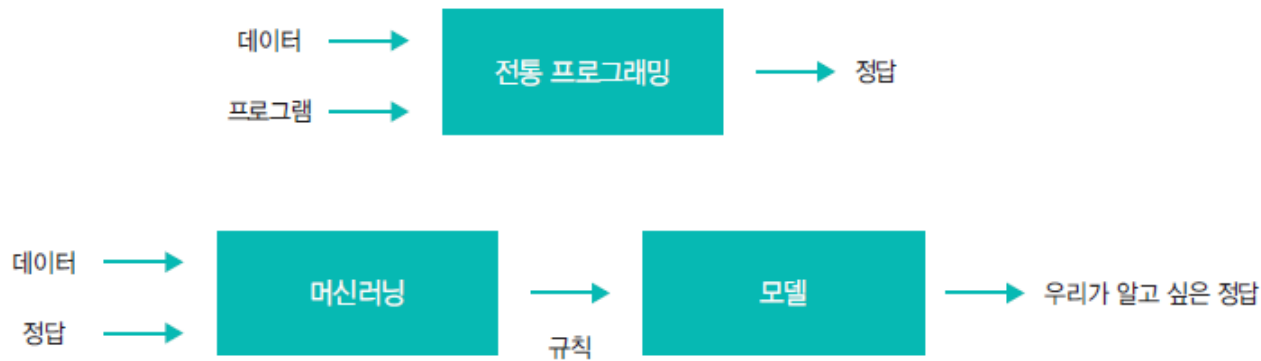 데이터
전통 프로그래밍
정답
프로그램
데이터
머신러닝
모델
우리가 알고 싶은 정답
정답
규칙